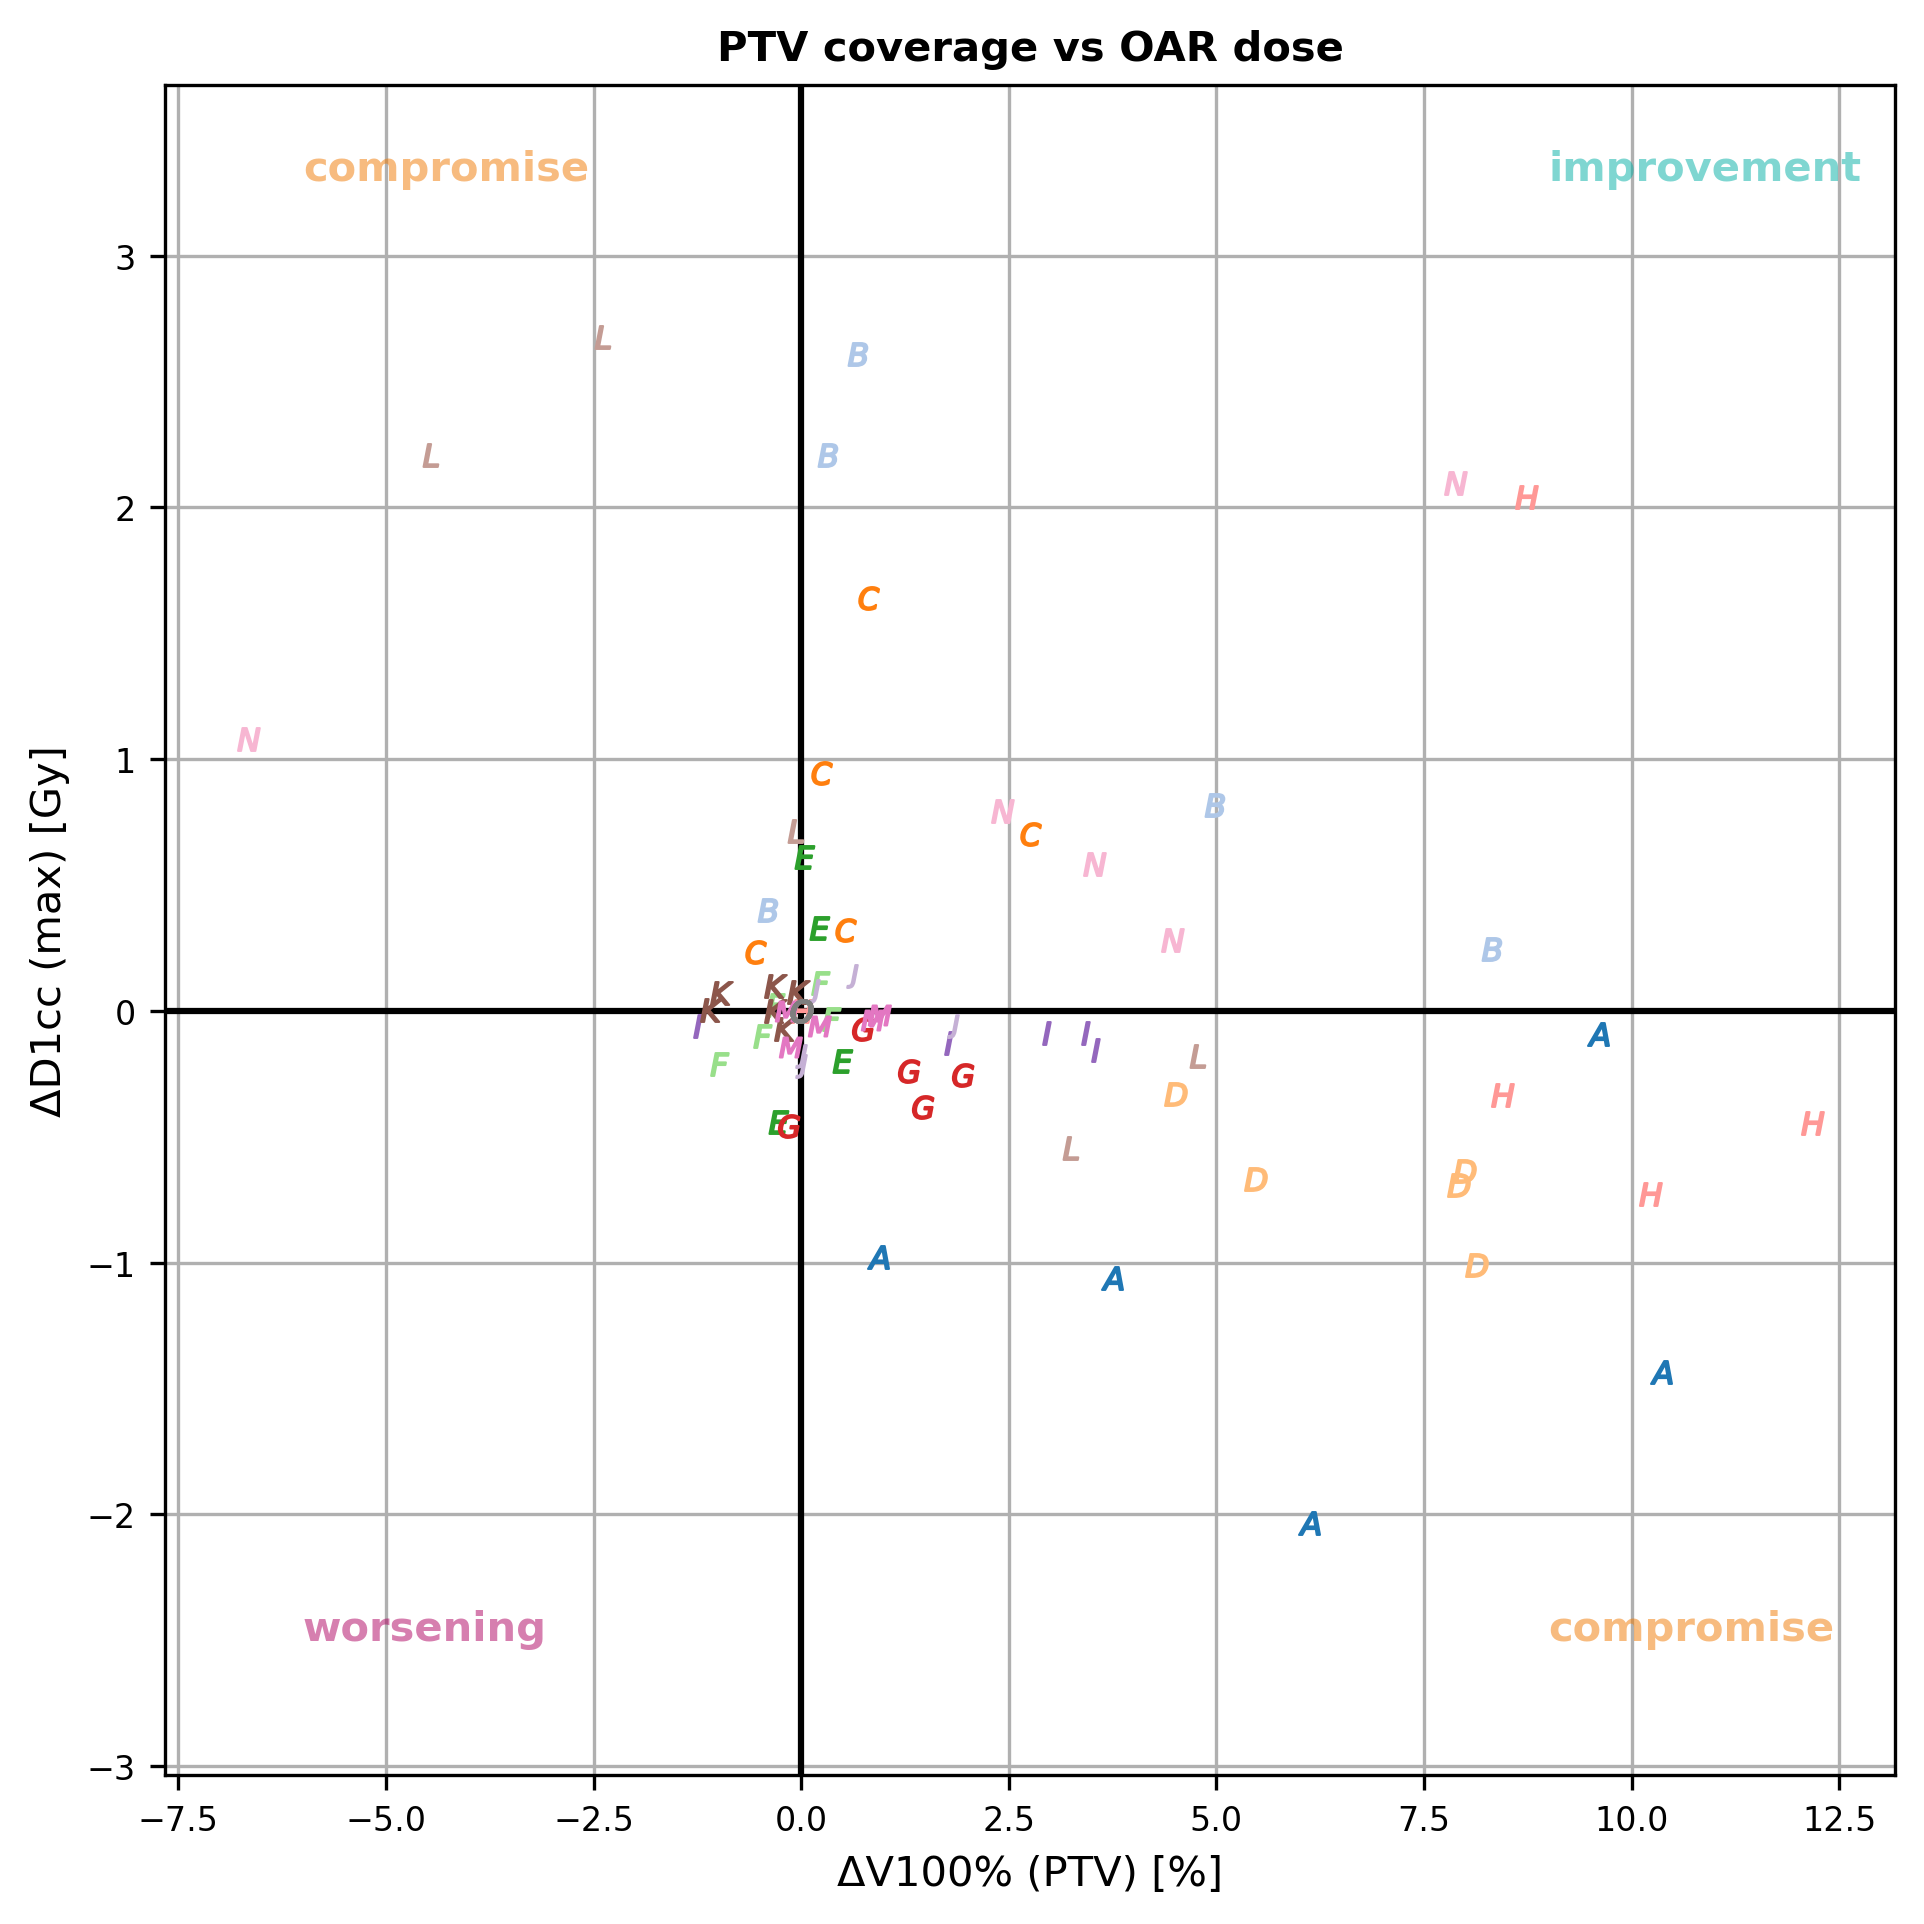 PTV coverage vs OAR dose
compromise improvement
3
L B
L B
2
N H
C
N
1
C
N B
L C
E N
B
E C
N
C B
K K K F J J
0
O
K K K F M F M M
I F M G I J I I I A
F J E G G L
D H
G
E G H
L
D D D H
A A D
−1
A
−2
A
worsening compromise
−3
−7.5 −5.0 −2.5 0.0 2.5 5.0 7.5 10.0 12.5
ΔV100% (PTV) [%]
ΔD1cc (max) [Gy]